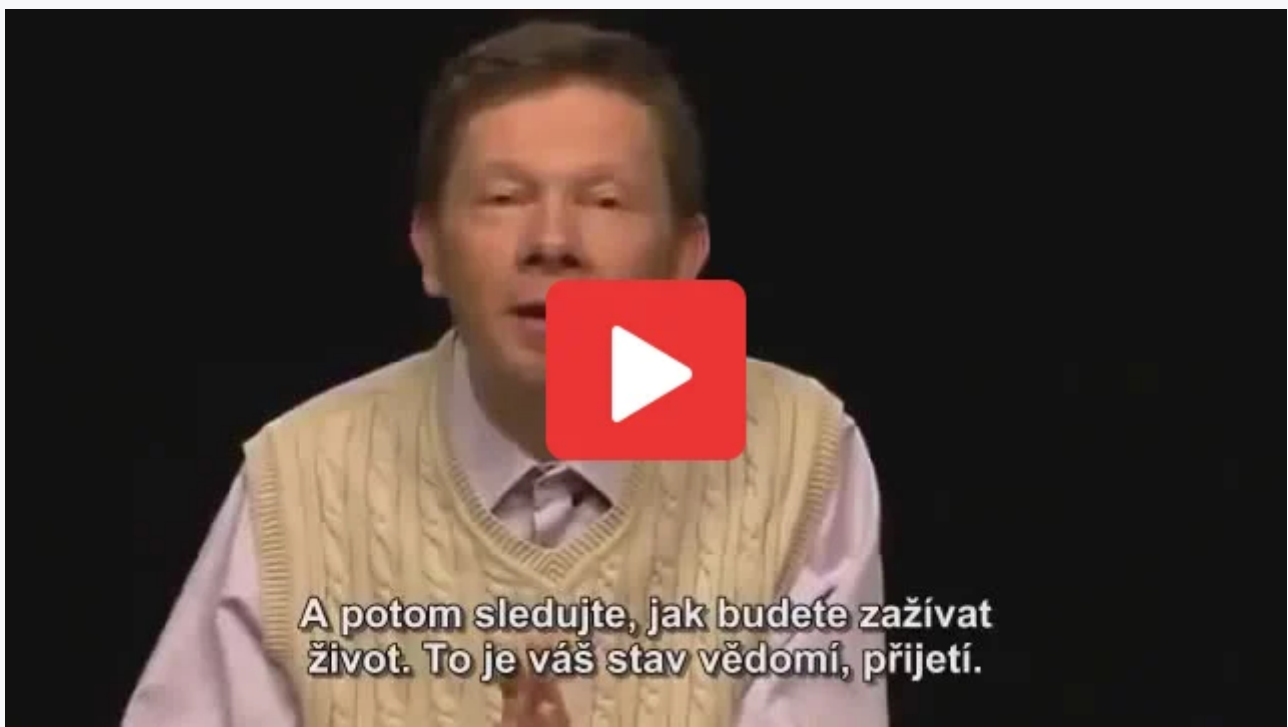 A potom sledujte, jak budete zažívat
život. To je váš stav vědomí, přijetí.